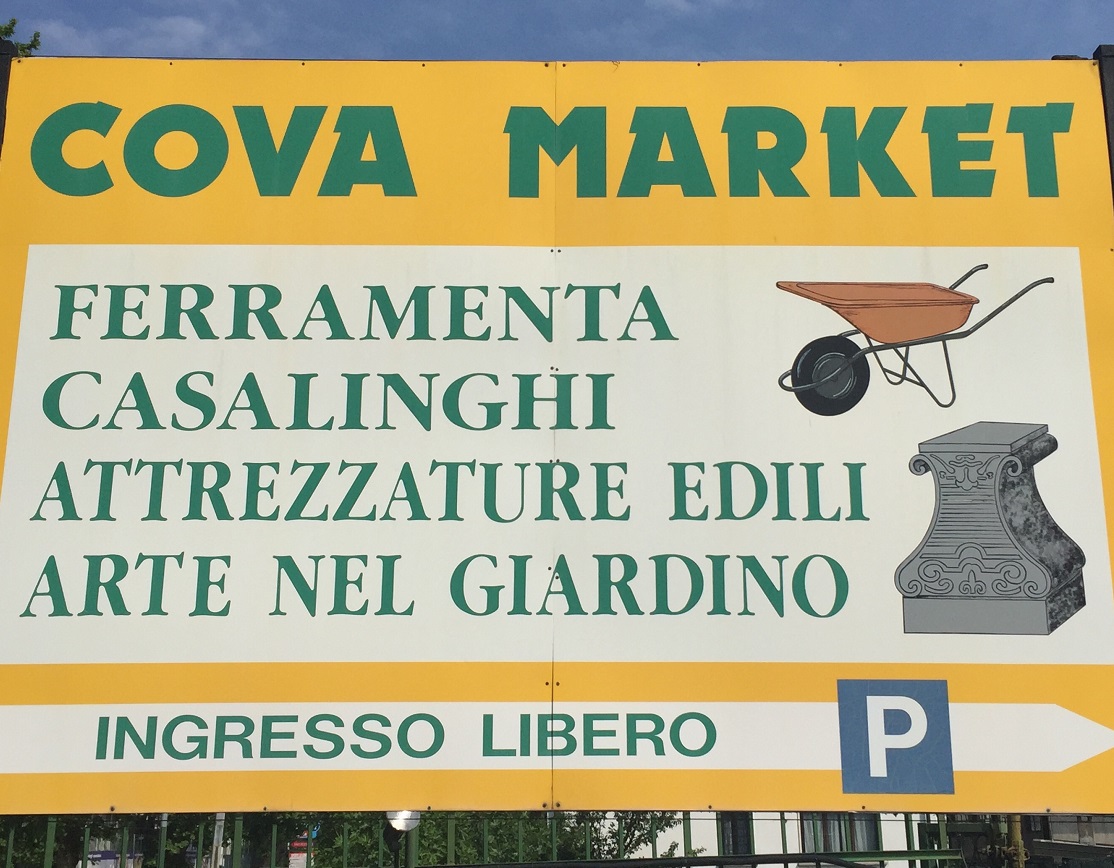 COVA MARKET
FERRAMENTA
CASALINGHI
ATTREZZATURE EDILI
ARTE NEL GIARDINO
INGRESSO LIBERO P